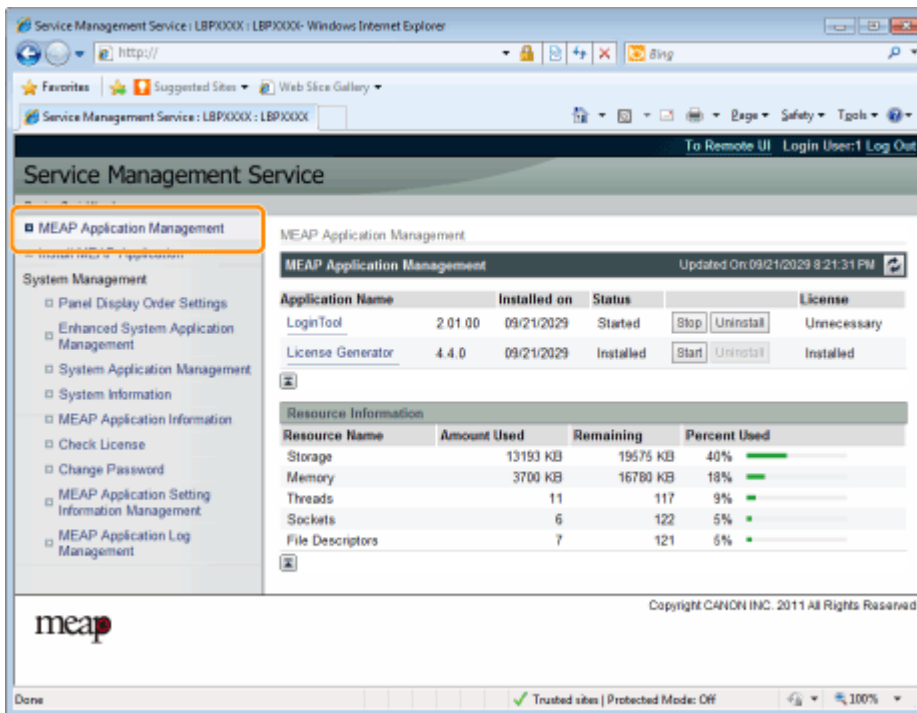 Service Management Service : LBPXXXX : LBPXXXX- Windows Internet Explorer
http://
Bing
Favorites Suggested Sites Web Slice Gallery
Service Management Service : LBPXXXX : LBPXXXX
Page Safety Tools
To Remote UI Login User:1 Log Out
Service Management Service
MEAP Application Management
System Management
Panel Display Order Settings
Enhanced System Application
Management
System Application Management
System Information
MEAP Application Information
Check License
Change Password
MEAP Application Setting
Information Management
MEAP Application Log
Management
MEAP Application Management
MEAP Application Management Updated On:09/21/2029 8:21:31 PM
Application Name Installed on Status License
LoginTool 2.01.00 09/21/2029 Started Stop Uninstall Unnecessary
License Generator 4.4.0 09/21/2029 Installed Start Uninstall Installed
Resource Information
Resource Name Amount Used Remaining Percent Used
Storage 13193 KB 19575 KB 40%
Memory 3700 KB 16780 KB 18%
Threads 11 117 9%
Sockets 6 122 5%
File Descriptors 7 121 6%
Copyright CANON INC. 2011 All Rights Reserved
meap
Done Trusted sites | Protected Mode: Off 100%